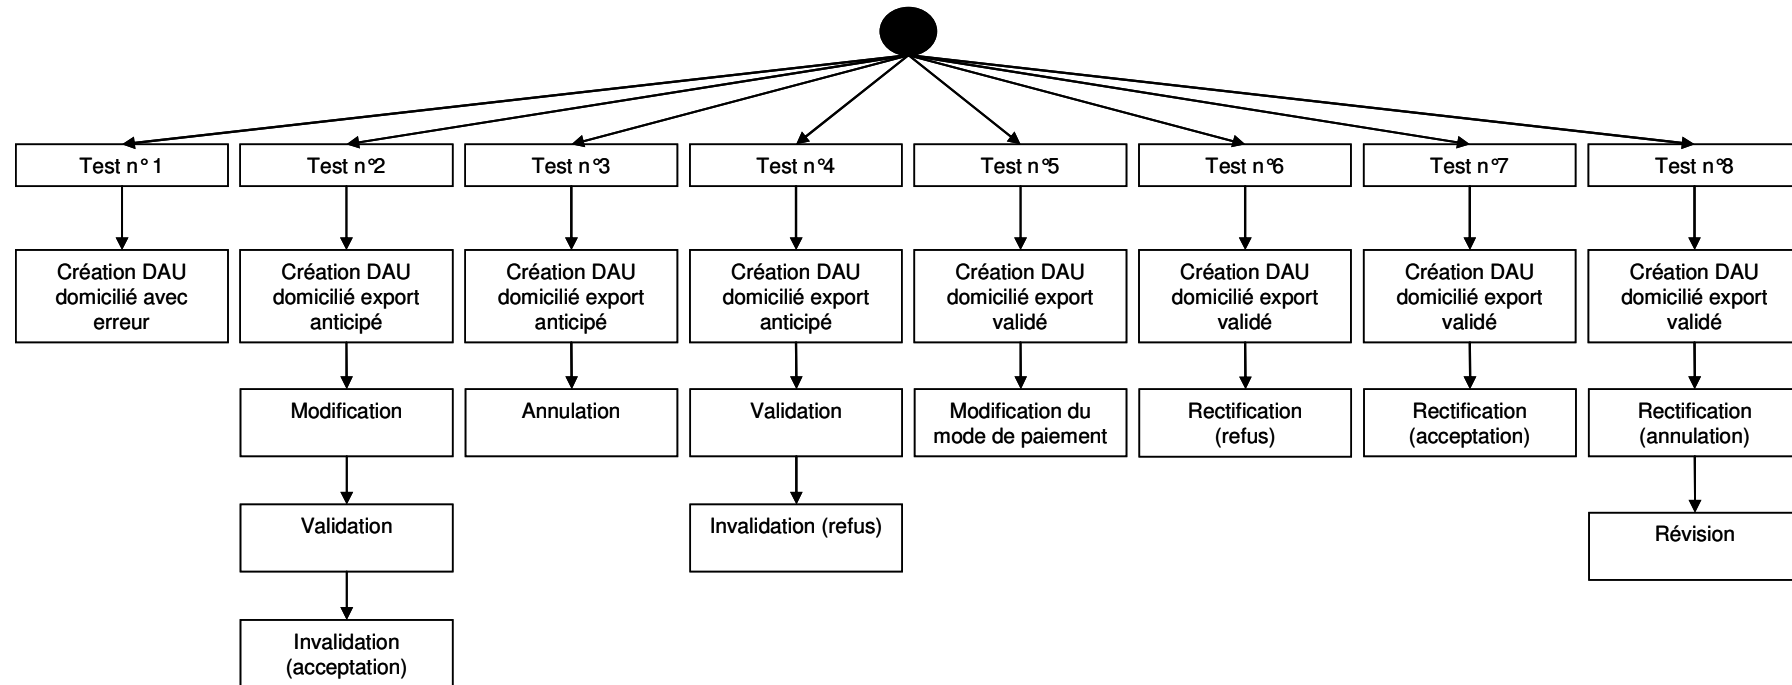 Test n° 1
Test n°2
Test n°3
Test n°4
Test n°5
Test n°6
Test n°7
Test n°8
Création DAU
domicilié avec
erreur
Création DAU
domicilié export
anticipé
Création DAU
domicilié export
anticipé
Création DAU
domicilié export
anticipé
Création DAU
domicilié export
validé
Création DAU
domicilié export
validé
Création DAU
domicilié export
validé
Création DAU
domicilié export
validé
Modification
Annulation
Validation
Modification du
mode de paiement
Rectification
(refus)
Rectification
(acceptation)
Rectification
(annulation)
Validation
Invalidation (refus)
Révision
Invalidation
(acceptation)